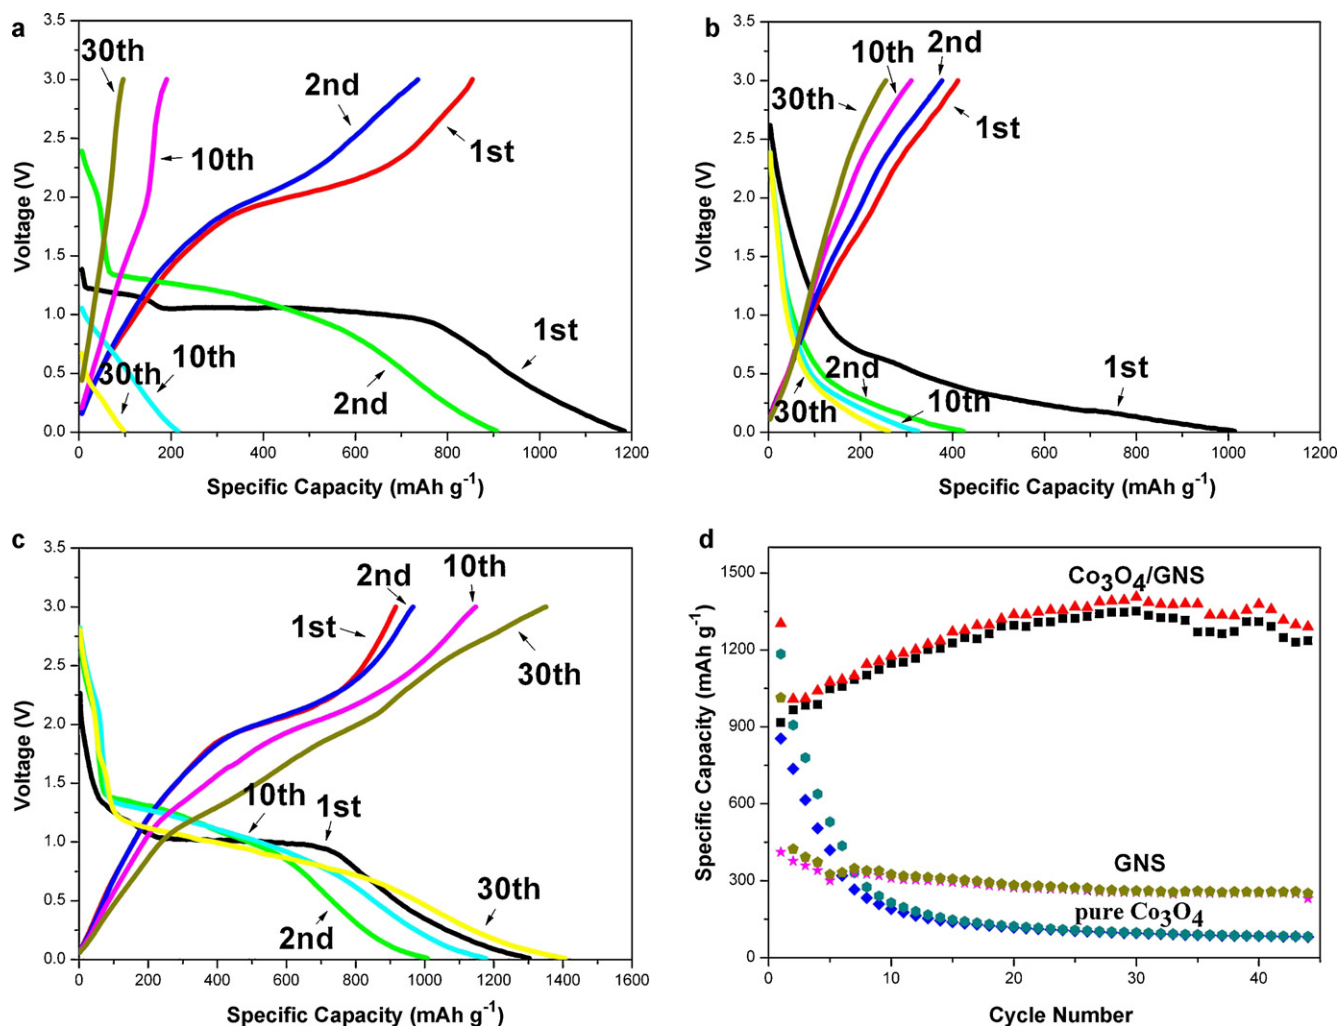 a
3.5
3.0
2.5
2.0
1.5
1.0
0.5
0.0
Voltage (V)
30th
10th
2nd
1st
30th
10th
2nd
1st
0 200 400 600 800 1000 1200
Specific Capacity (mAh g⁻¹)
b
3.5
3.0
2.5
2.0
1.5
1.0
0.5
0.0
Voltage (V)
30th
10th
2nd
1st
2nd
1st
30th
10th
0 200 400 600 800 1000 1200
Specific Capacity (mAh g⁻¹)
c
3.5
3.0
2.5
2.0
1.5
1.0
0.5
0.0
Voltage (V)
1st
2nd
10th
30th
10th
1st
2nd
30th
0 200 400 600 800 1000 1200 1400 1600
Specific Capacity (mAh g⁻¹)
d
1500
1200
900
600
300
0
Specific Capacity (mAh g⁻¹)
Co₃O₄/GNS
GNS
pure Co₃O₄
0 10 20 30 40
Cycle Number